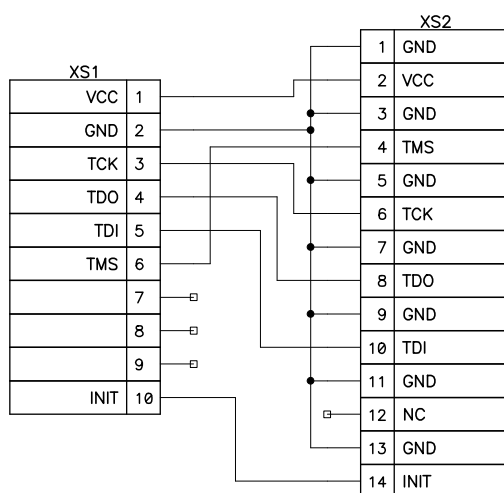 XS1
VCC 1
GND 2
TCK 3
TDO 4
TDI 5
TMS 6
7
8
9
INIT 10
XS2
1 GND
2 VCC
3 GND
4 TMS
5 GND
6 TCK
7 GND
8 TDO
9 GND
10 TDI
11 GND
12 NC
13 GND
14 INIT